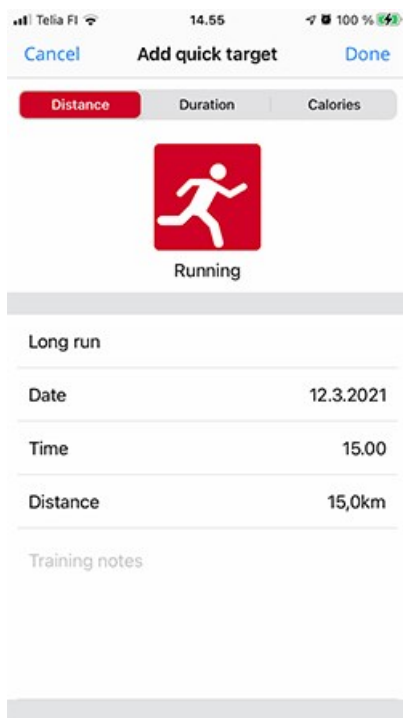 Telia FI 14.55 100 %
Cancel Add quick target Done
Distance Duration Calories
Running
Long run
Date 12.3.2021
Time 15.00
Distance 15,0km
Training notes